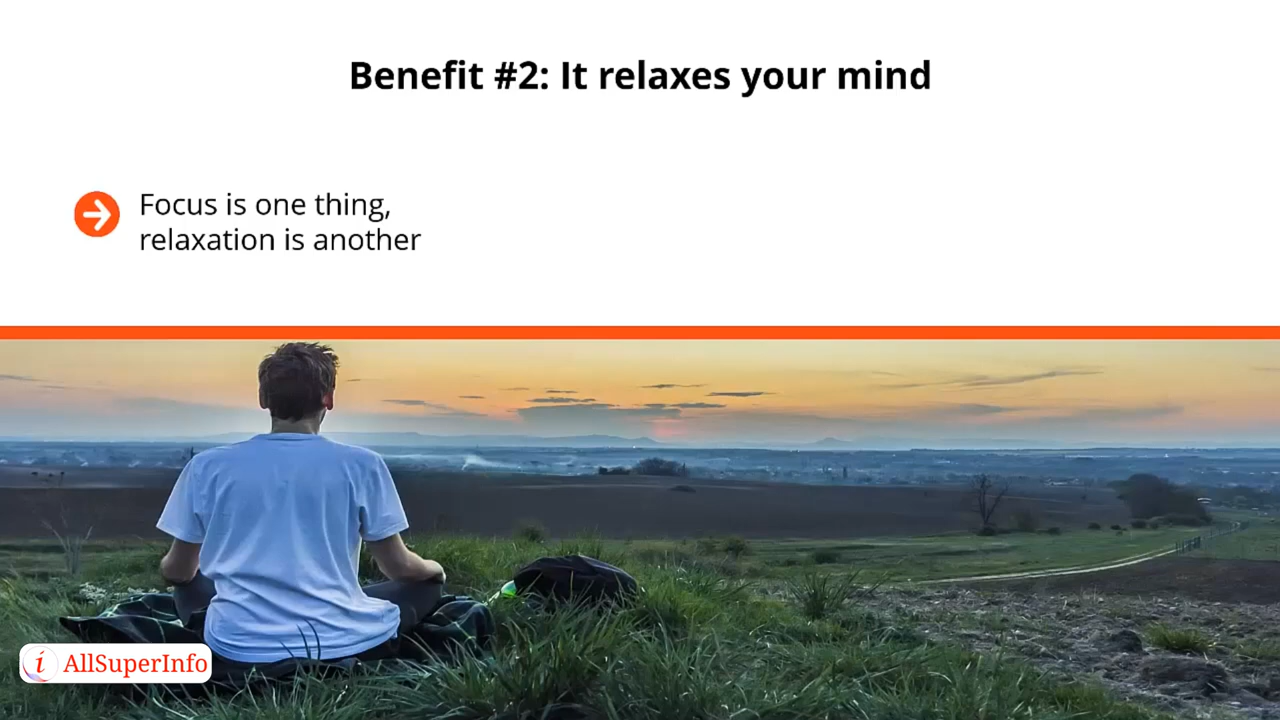 Benefit #2: It relaxes your mind
Focus is one thing,
relaxation is another
i AllSuperInfo